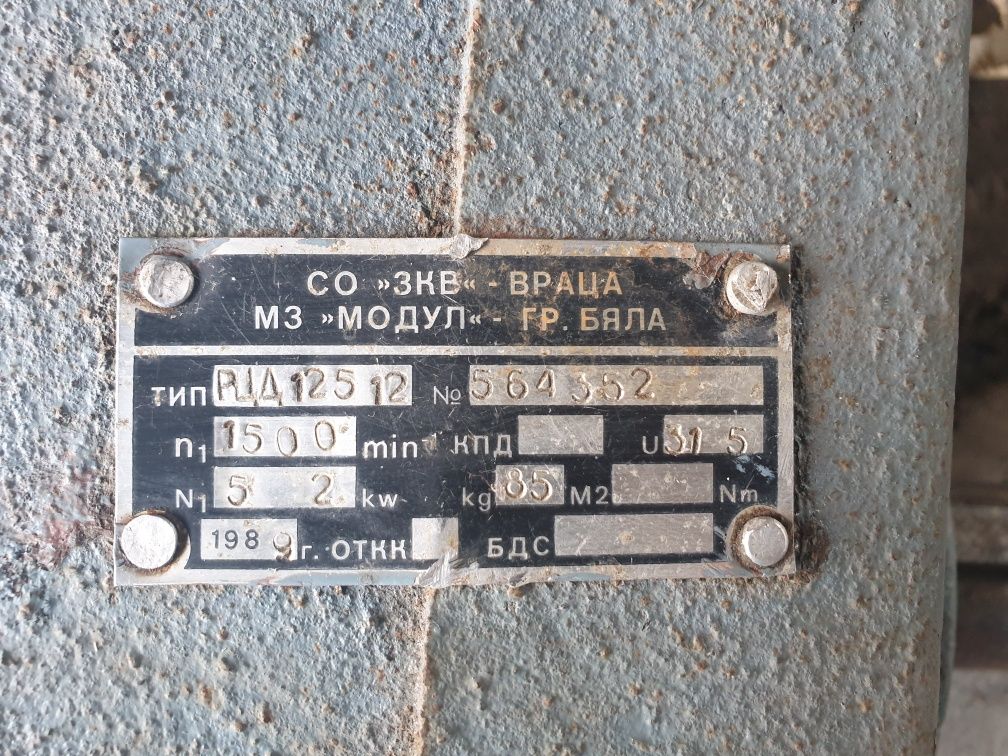 СО »ЗКВ« - ВРАЦА
МЗ »МОДУЛ« - ГР. БЯЛА
ТИП РЦД 125 12 № 564352
n1 1500 min-1 КПД U 31 5
N1 5 2 kw kg 85 M2 Nm
1989 г. ОТКК БДС